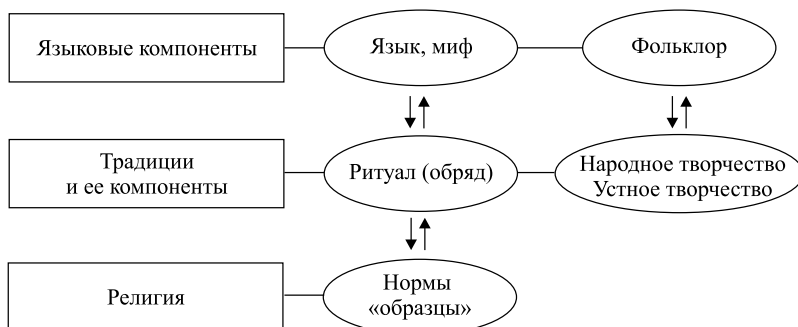 Языковые компоненты
Язык, миф
Фольклор
Традиции
и ее компоненты
Ритуал (обряд)
Народное творчество
Устное творчество
Религия
Нормы
«образцы»